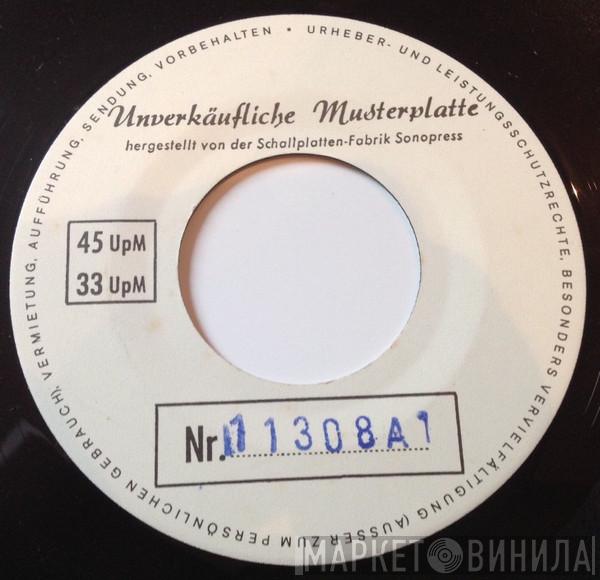 URHEBER- UND LEISTUNGSSCHUTZRECHTE, BESONDERS VERVIELFÄLTIGUNG (AUSSER ZUM PERSÖNLICHEN GEBRAUCH), VERMIETUNG, AUFFÜHRUNG, SENDUNG, VORBEHALTEN *
Unverkäufliche Musterplatte
hergestellt von der Schallplatten-Fabrik Sonopress
45 UpM
33 UpM
Nr. 11308A1
МАРКЕТ ВИНИЛА